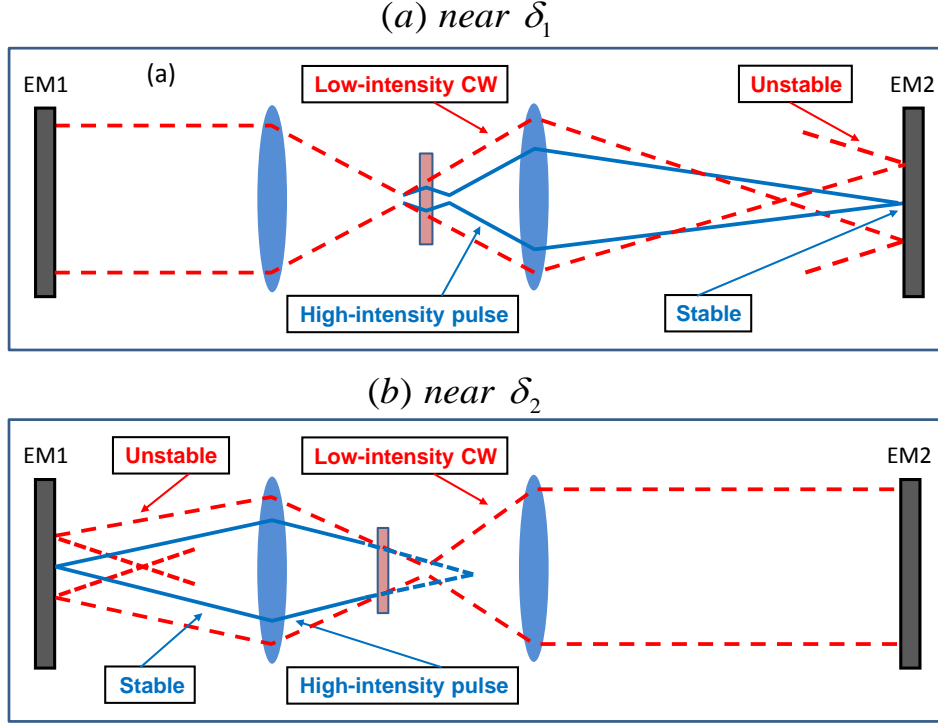 (a) near δ₁
EM1
(a)
Low-intensity CW
Unstable
EM2
High-intensity pulse
Stable
(b) near δ₂
EM1
Unstable
Low-intensity CW
EM2
Stable
High-intensity pulse